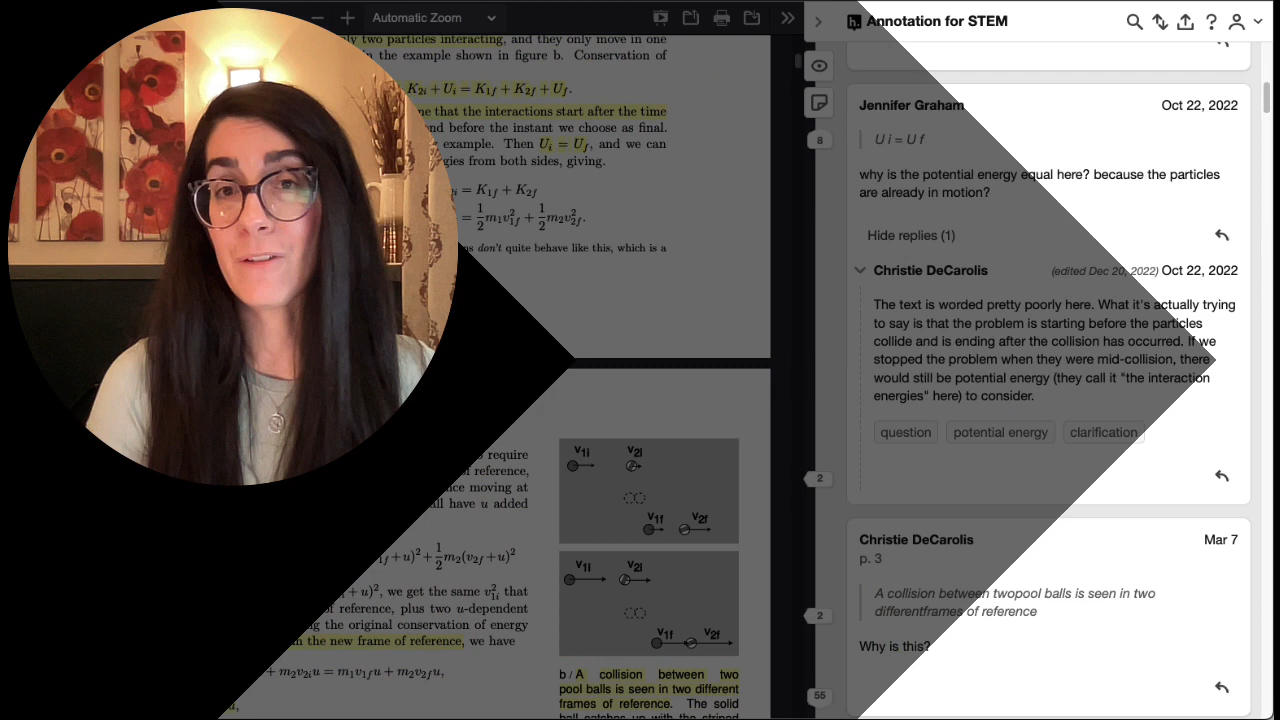 Automatic Zoom
ly two particles interacting, and they only move in one
the example shown in figure b. Conservation of
K2i + Ui = K1f + K2f + Uf.
ne that the interactions start after the time
nd before the instant we choose as final.
example. Then Ui = Uf, and we can
gies from both sides, giving.
= K1f + K2f
= 1/2 m1v²1f + 1/2 m2v²2f.
ns don't quite behave like this, which is a
require
of reference,
nce moving at
all have u added
1f + u)² + 1/2 m2(v2f + u)²
+ u)², we get the same v²1i that
of reference, plus two u-dependent
ng the original conservation of energy
n the new frame of reference, we have
+ m2v2iu = m1v1fu + m2v2fu,
v1i v2i
v1f v2f
v1i v2i
v1f v2f
b / A collision between two
pool balls is seen in two different
frames of reference. The solid
ball catches up with the striped
h. Annotation for STEM
?
8
2
2
55
Jennifer Graham Oct 22, 2022
U i = U f
why is the potential energy equal here? because the particles
are already in motion?
Hide replies (1)
Christie DeCarolis (edited Dec 20, 2022) Oct 22, 2022
The text is worded pretty poorly here. What it's actually trying
to say is that the problem is starting before the particles
collide and is ending after the collision has occurred. If we
stopped the problem when they were mid-collision, there
would still be potential energy (they call it "the interaction
energies" here) to consider.
question potential energy clarification
Christie DeCarolis Mar 7
p. 3
A collision between twopool balls is seen in two
differentframes of reference
Why is this?